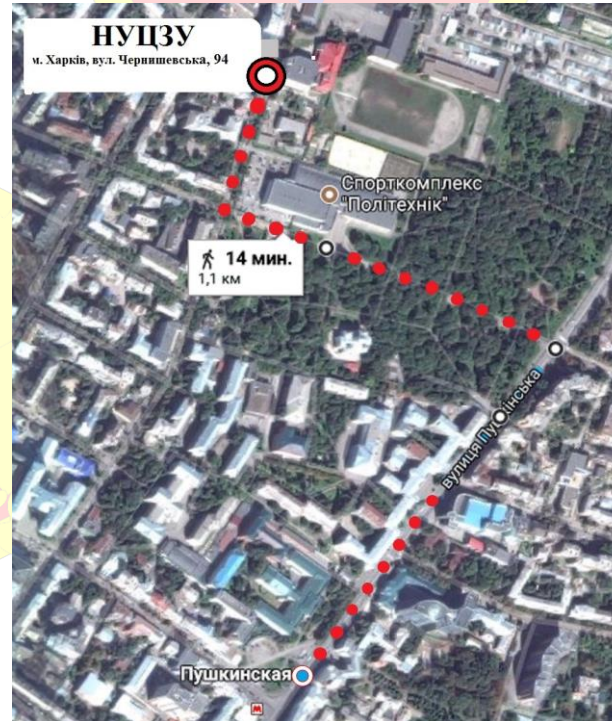 НУЦЗУ
м. Харків, вул. Чернишевська, 94
Спорткомплекс
"Політехнік"
14 мин.
1,1 км
вулиця Пушкінська
Пушкинская
М